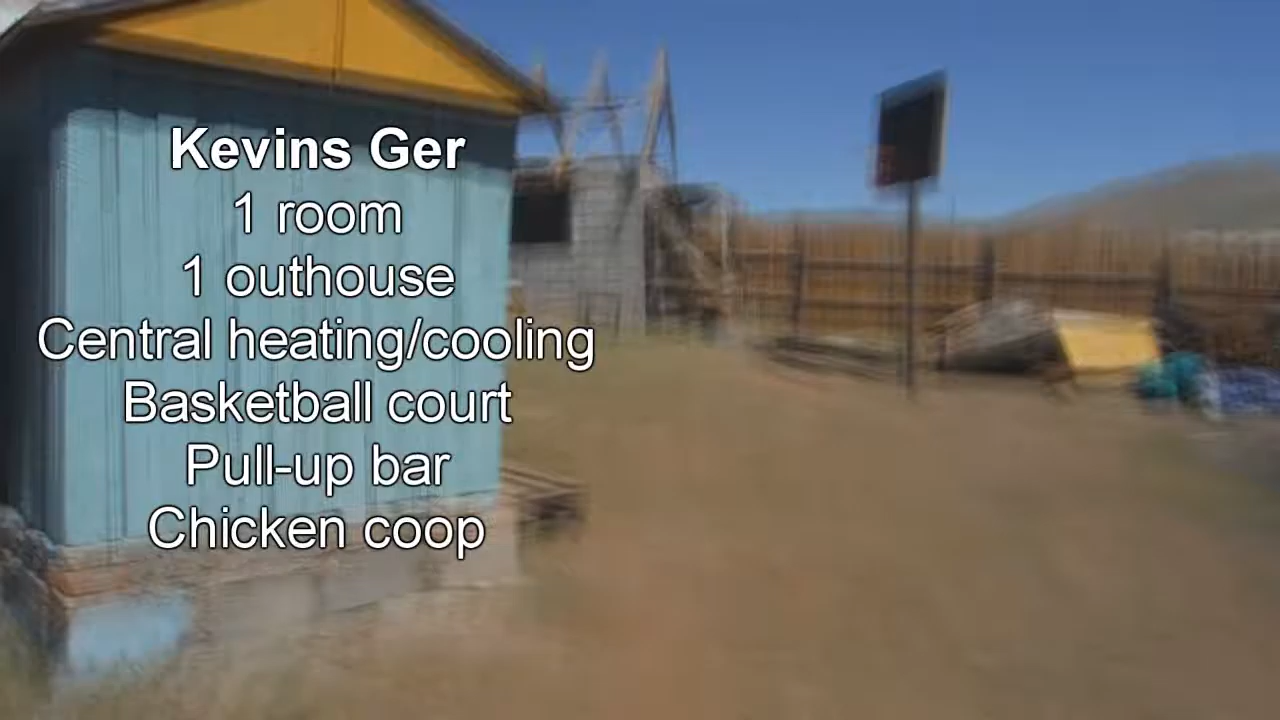 Kevins Ger
1 room
1 outhouse
Central heating/cooling
Basketball court
Pull-up bar
Chicken coop